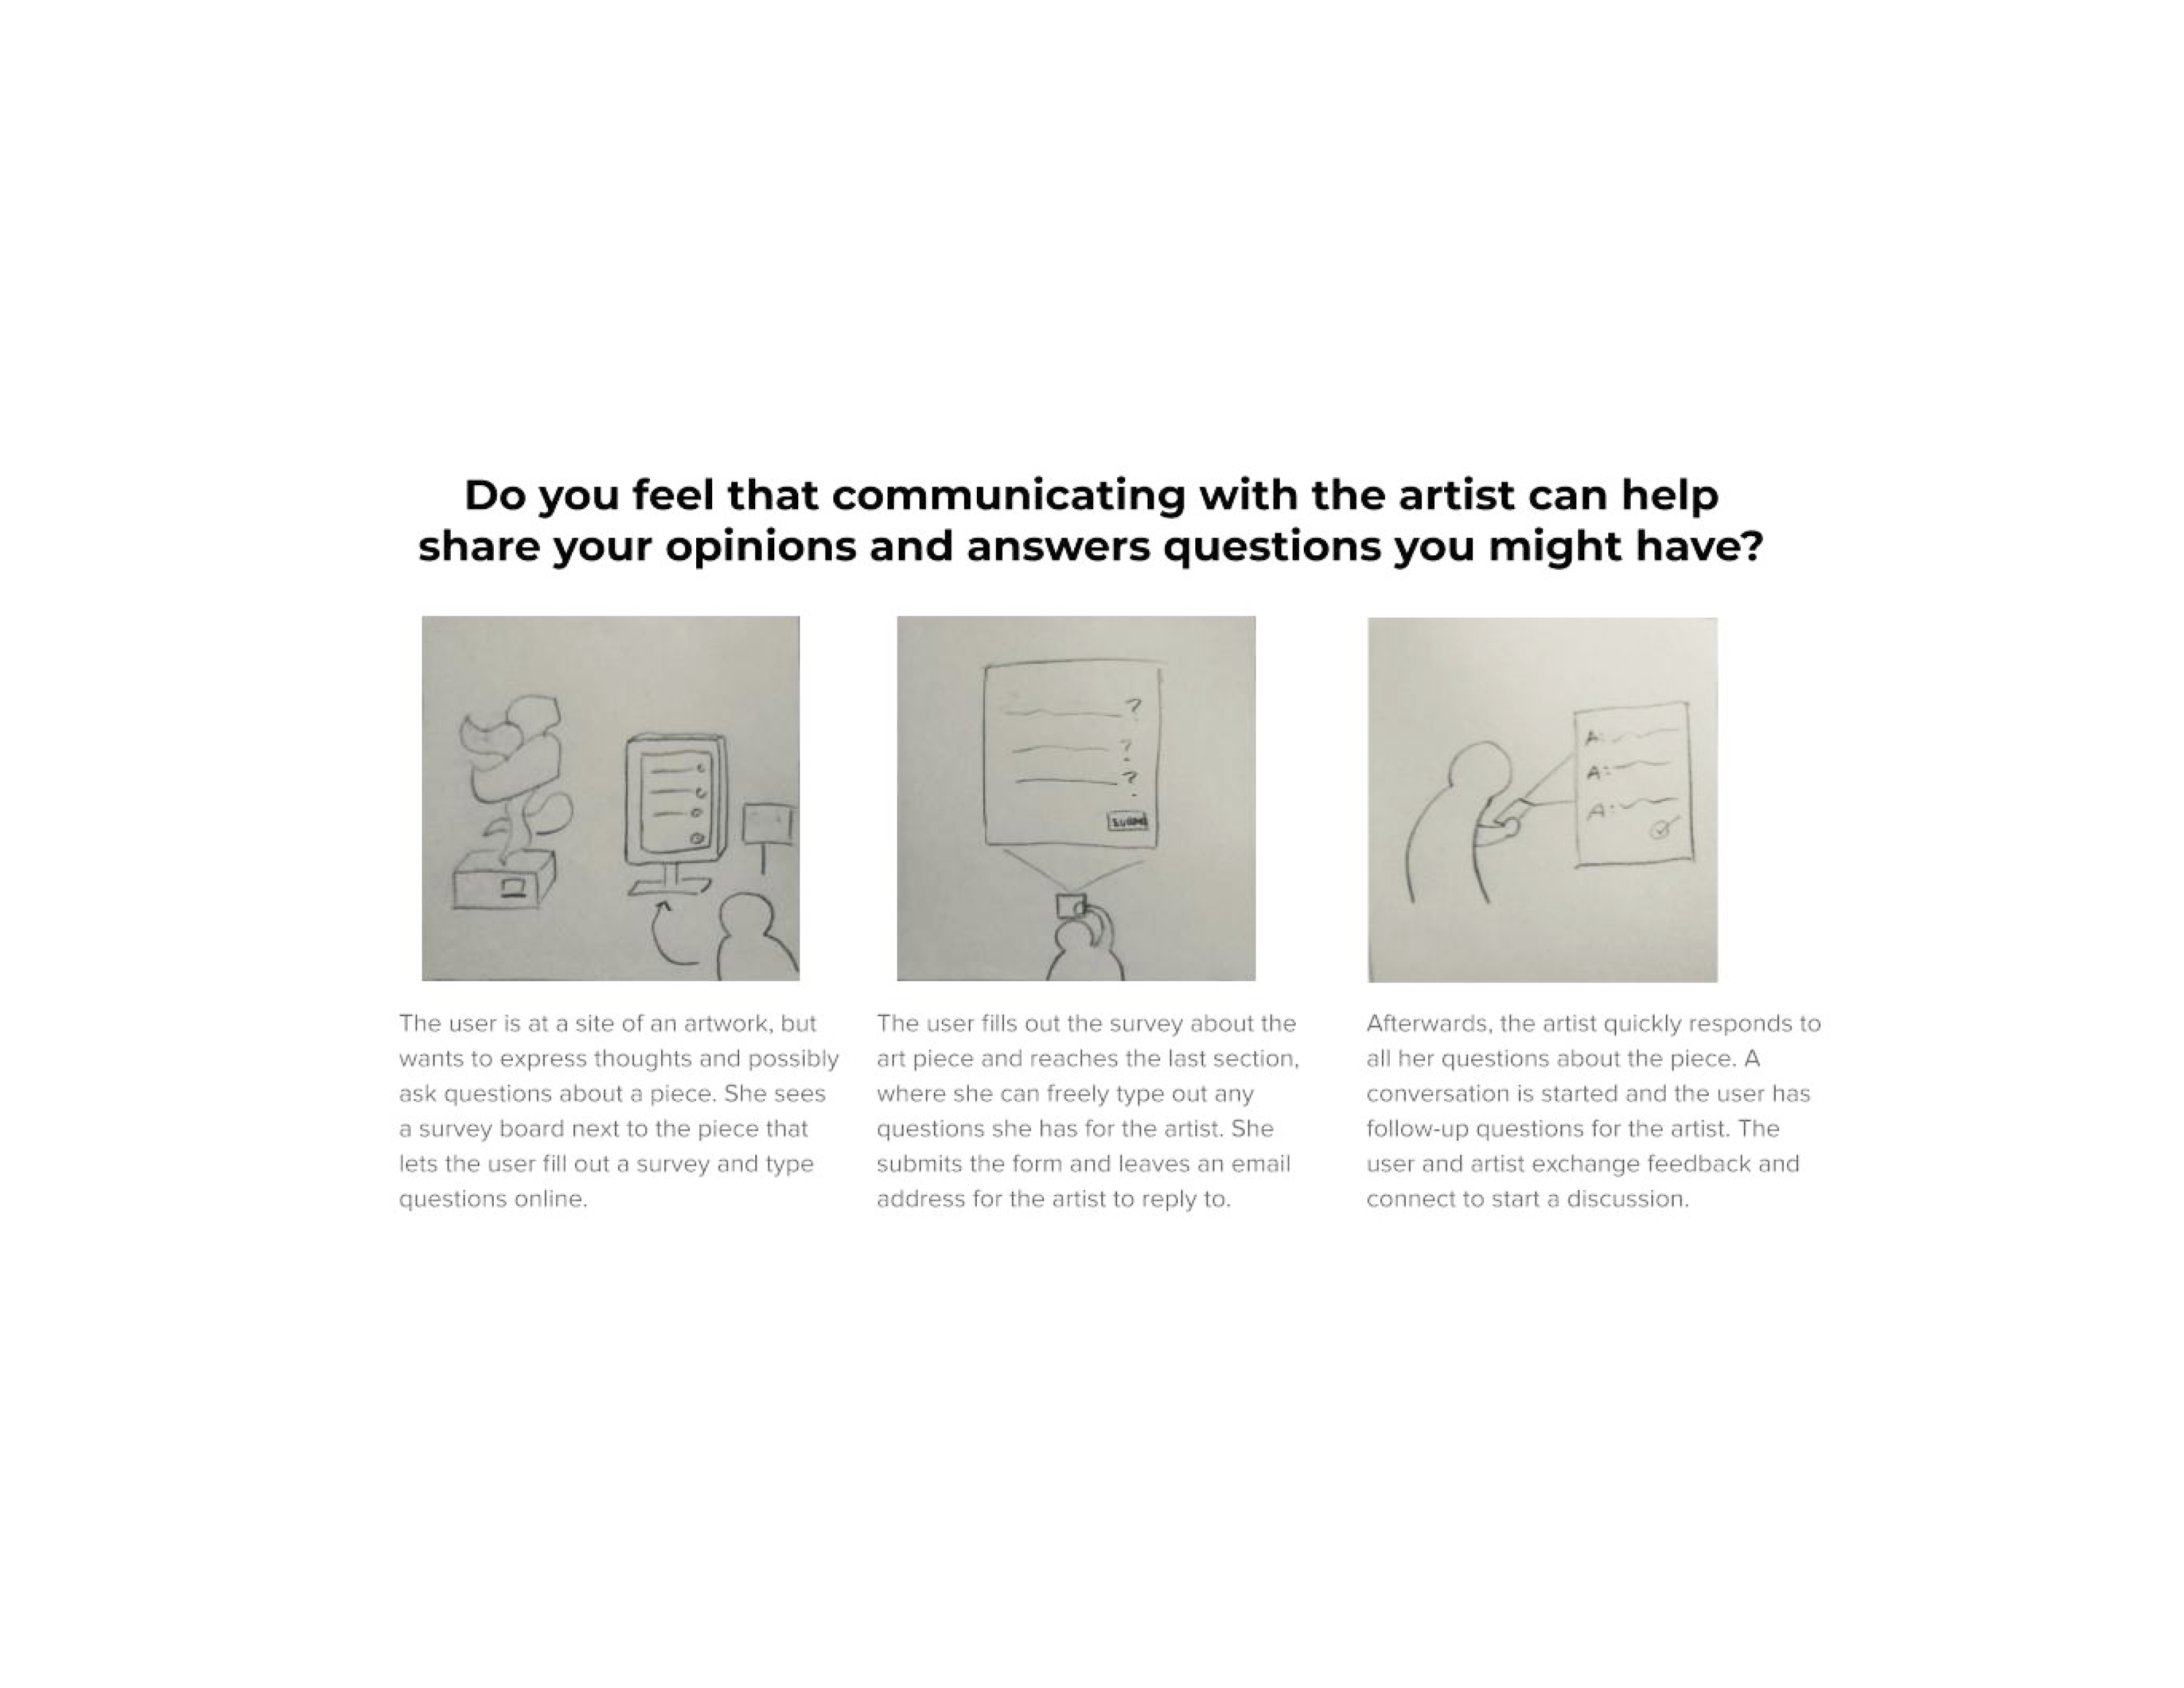 Do you feel that communicating with the artist can help
share your opinions and answers questions you might have?
?
?
?
A:
A:
A:
The user is at a site of an artwork, but
wants to express thoughts and possibly
ask questions about a piece. She sees
a survey board next to the piece that
lets the user fill out a survey and type
questions online.
The user fills out the survey about the
art piece and reaches the last section,
where she can freely type out any
questions she has for the artist. She
submits the form and leaves an email
address for the artist to reply to.
Afterwards, the artist quickly responds to
all her questions about the piece. A
conversation is started and the user has
follow-up questions for the artist. The
user and artist exchange feedback and
connect to start a discussion.